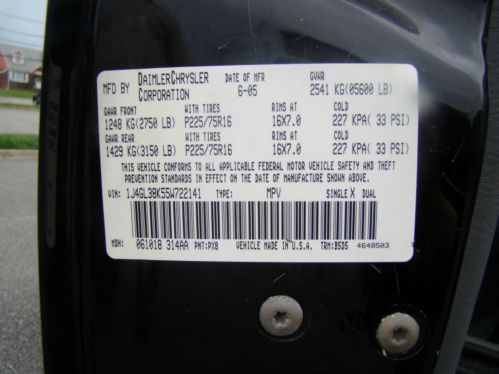 MFD BY DAIMLERCHRYSLER CORPORATION DATE OF MFR 6-05 GVWR 2541 KG(05600 LB)
GAWR FRONT WITH TIRES RIMS AT COLD
1248 KG(2750 LB) P225/75R16 16X7.0 227 KPA( 33 PSI)
GAWR REAR WITH TIRES RIMS AT COLD
1429 KG(3150 LB) P225/75R16 16X7.0 227 KPA( 33 PSI)
THIS VEHICLE CONFORMS TO ALL APPLICABLE FEDERAL MOTOR VEHICLE SAFETY AND THEFT
PREVENTION STANDARDS IN EFFECT ON THE DATE OF MANUFACTURE SHOWN ABOVE.
VIN: 1J4GL38K55W722141 TYPE: MPV SINGLE X DUAL
MDH: 061018 314AA PNT:PX8 VEHICLE MADE IN U.S.A. TRM:B5D5 4648503